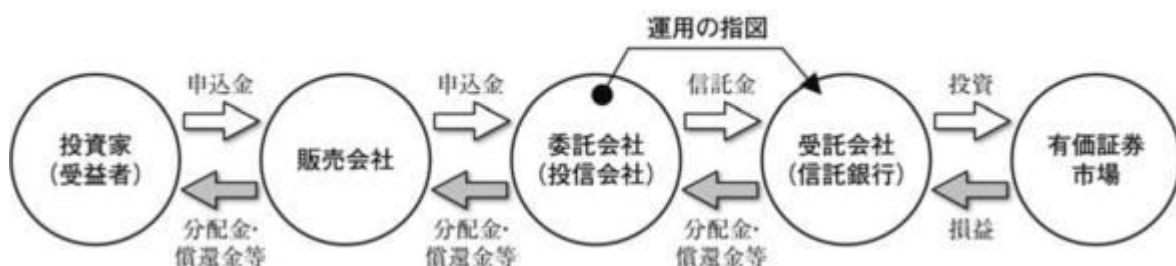 運用の指図
申込金
申込金
信託金
投資
投資家
（受益者）
販売会社
委託会社
（投信会社）
受託会社
（信託銀行）
有価証券
市場
分配金・
償還金等
分配金・
償還金等
分配金・
償還金等
損益